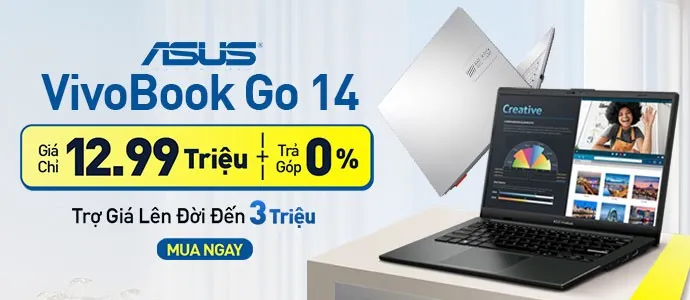 ASUS
VivoBook Go 14
Giá Chỉ 12.99 Triệu + Trả Góp 0%
Trợ Giá Lên Đời Đến 3 Triệu
MUA NGAY
Creative